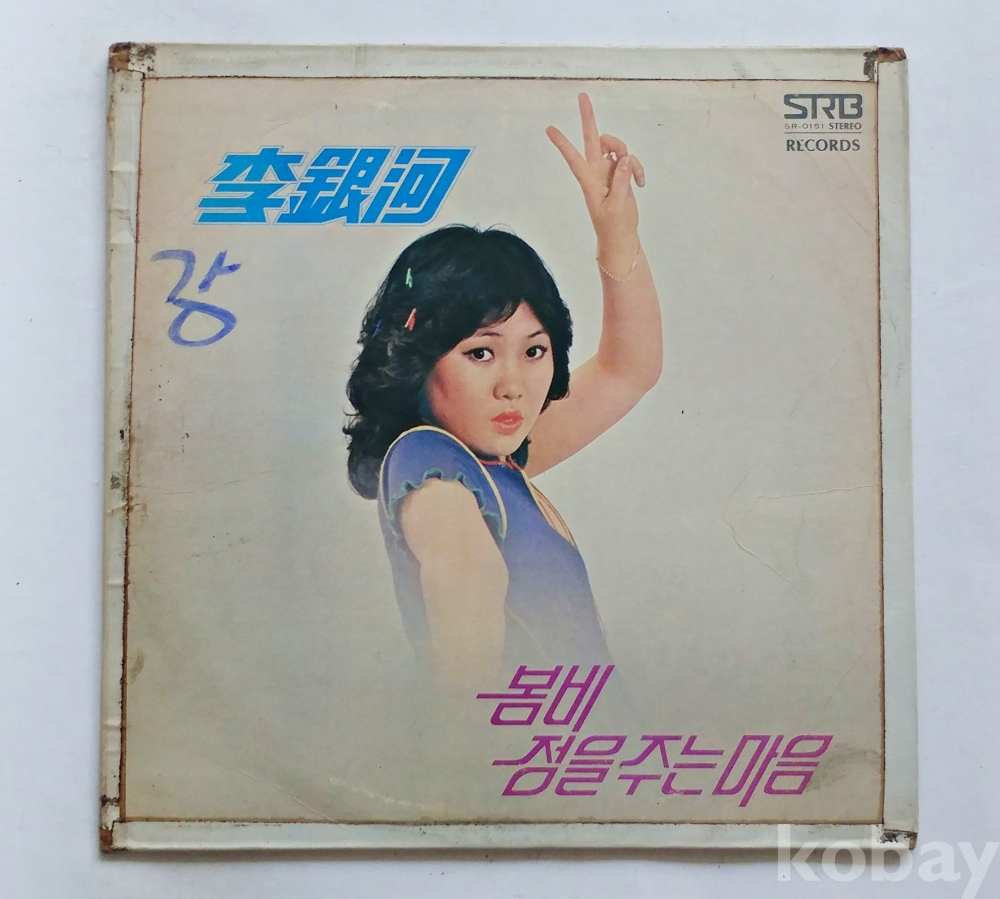 SRB
SR-0151 STEREO
RECORDS
李銀河
강
봄비
정을 주는 마음
kobay